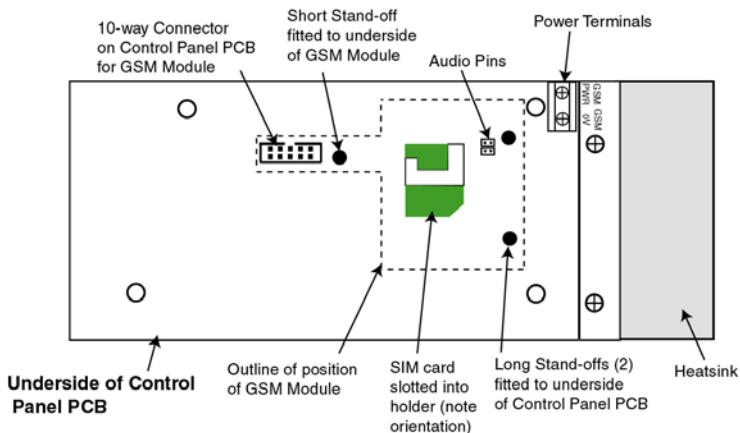 10-way Connector
on Control Panel PCB
for GSM Module
Short Stand-off
fitted to underside
of GSM Module
Audio Pins
Power Terminals
GSM GSM
PWR 0V
Underside of Control
Panel PCB
Outline of position
of GSM Module
SIM card
slotted into
holder (note
orientation)
Long Stand-offs (2)
fitted to underside
of Control Panel PCB
Heatsink